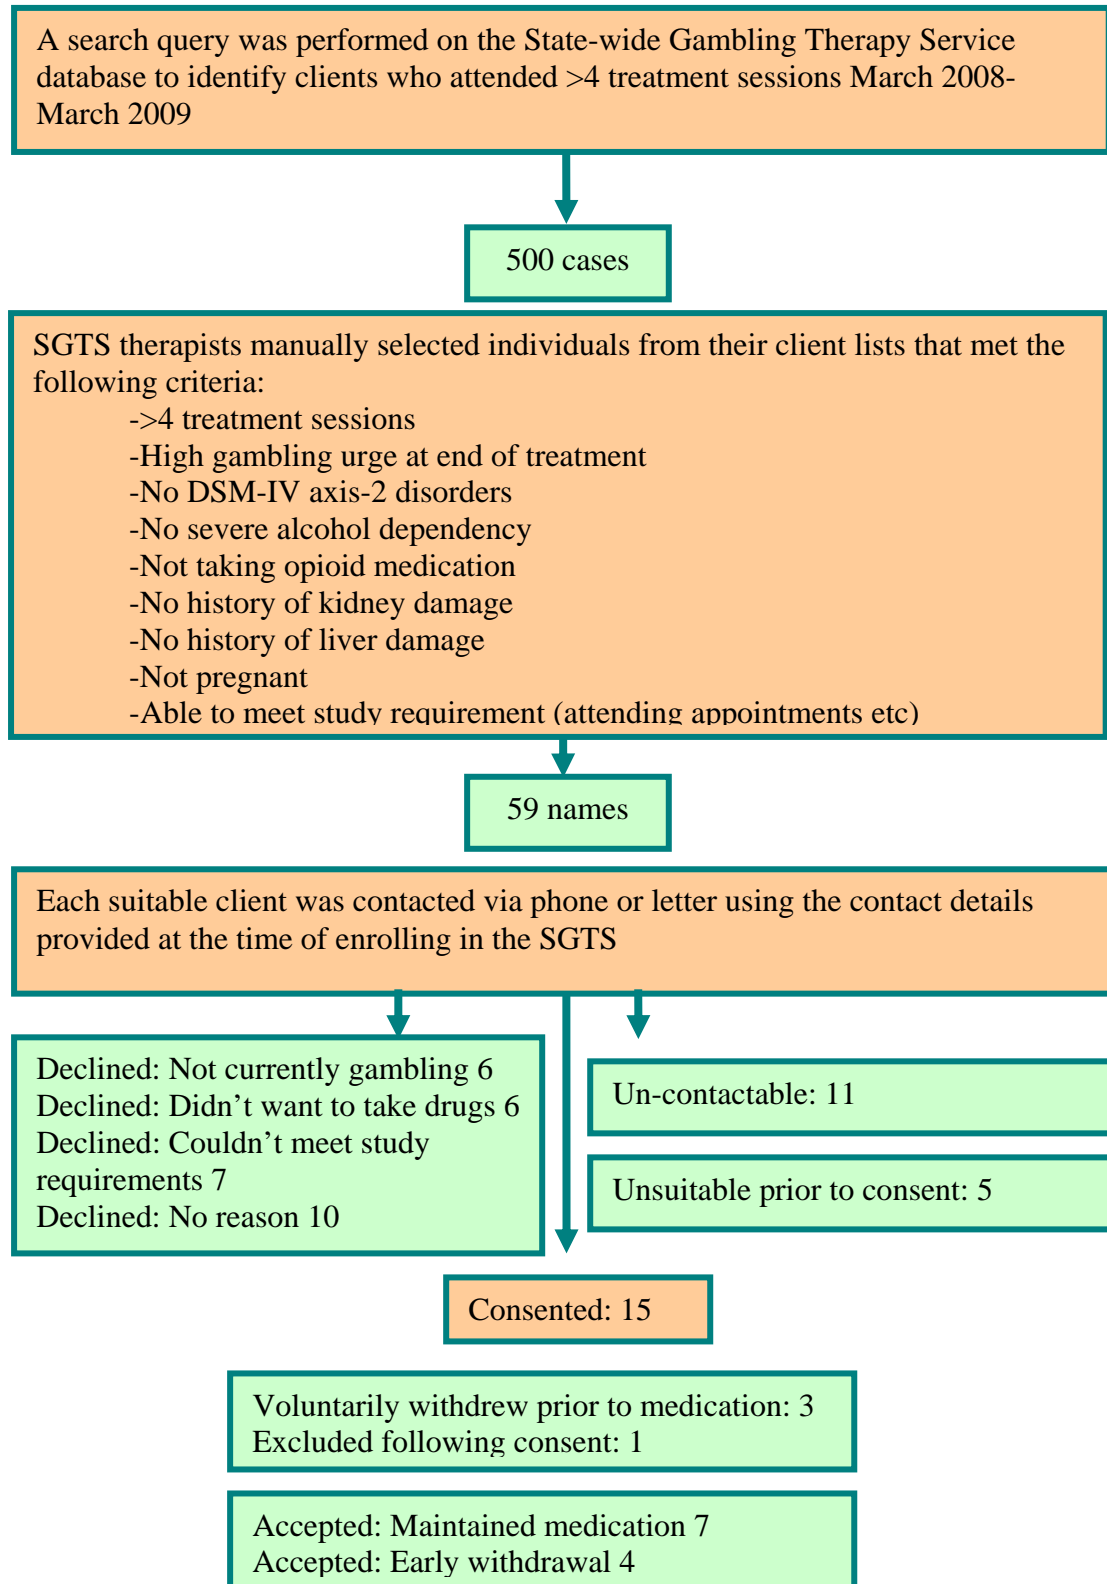 A search query was performed on the State-wide Gambling Therapy Service
database to identify clients who attended >4 treatment sessions March 2008-
March 2009
500 cases
SGTS therapists manually selected individuals from their client lists that met the
following criteria:
->4 treatment sessions
-High gambling urge at end of treatment
-No DSM-IV axis-2 disorders
-No severe alcohol dependency
-Not taking opioid medication
-No history of kidney damage
-No history of liver damage
-Not pregnant
-Able to meet study requirement (attending appointments etc)
59 names
Each suitable client was contacted via phone or letter using the contact details
provided at the time of enrolling in the SGTS
Declined: Not currently gambling 6
Declined: Didn’t want to take drugs 6
Declined: Couldn’t meet study
requirements 7
Declined: No reason 10
Un-contactable: 11
Unsuitable prior to consent: 5
Consented: 15
Voluntarily withdrew prior to medication: 3
Excluded following consent: 1
Accepted: Maintained medication 7
Accepted: Early withdrawal 4